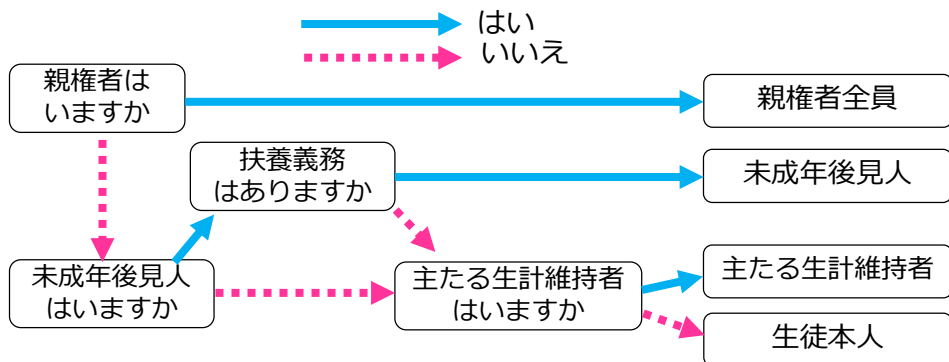 はい
いいえ
親権者は
いますか
親権者全員
扶養義務
はありますか
未成年後見人
未成年後見人
はいますか
主たる生計維持者
はいますか
主たる生計維持者
生徒本人